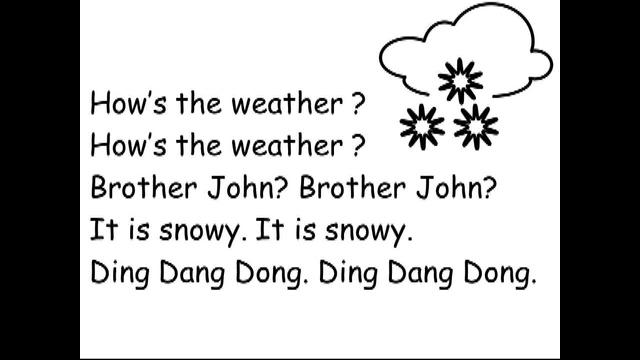 How's the weather ?
How's the weather ?
Brother John? Brother John?
It is snowy. It is snowy.
Ding Dang Dong. Ding Dang Dong.